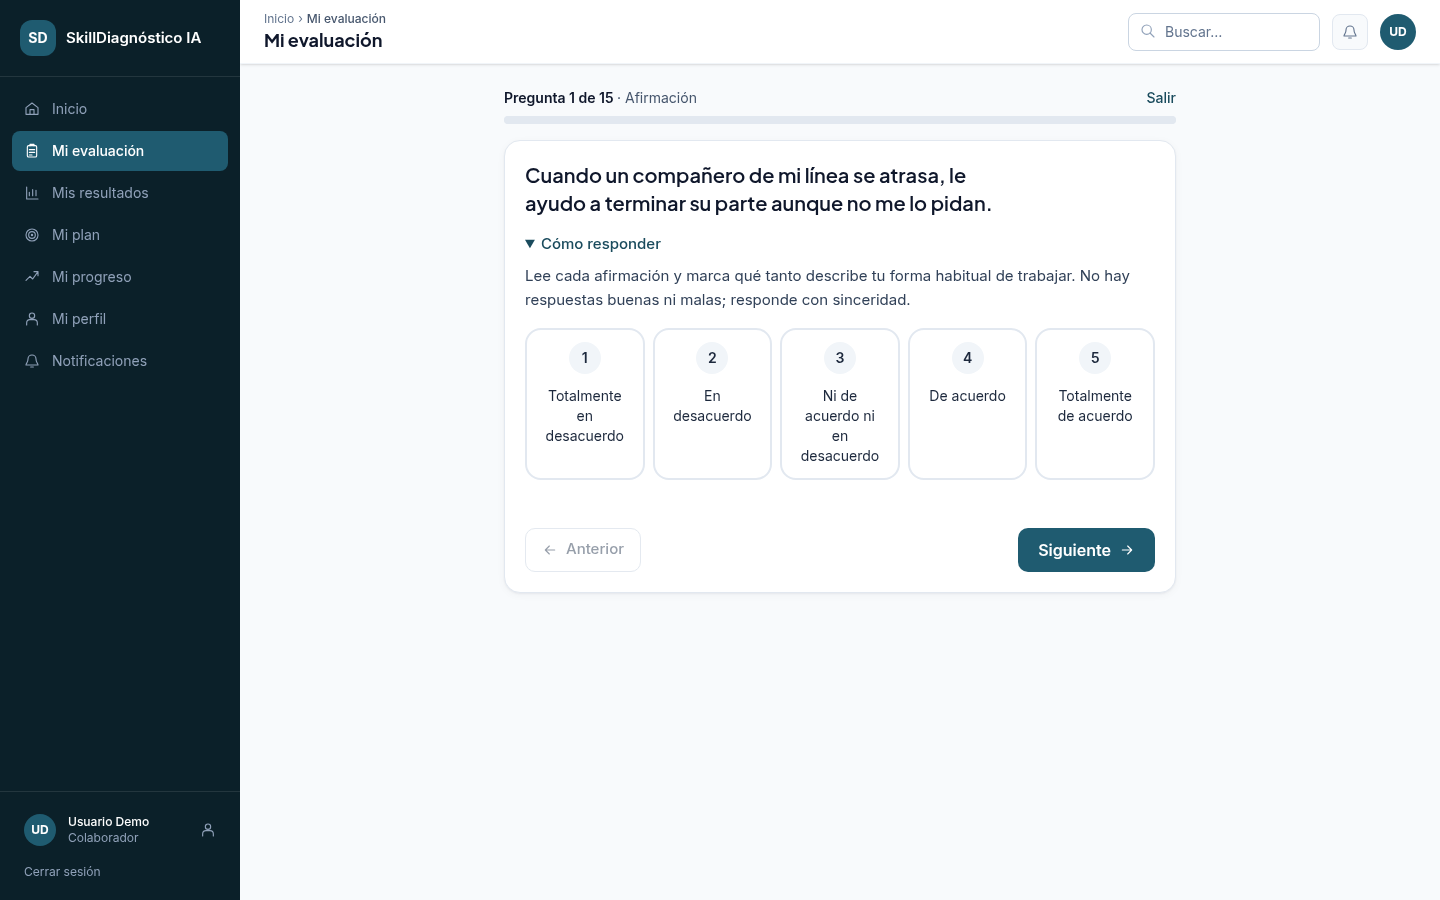 SD SkillDiagnóstico IA
Inicio
Mi evaluación
Mis resultados
Mi plan
Mi progreso
Mi perfil
Notificaciones
UD
Usuario Demo
Colaborador
Cerrar sesión
Inicio › Mi evaluación
Mi evaluación
Buscar...
UD
Pregunta 1 de 15 · Afirmación
Salir
Cuando un compañero de mi línea se atrasa, le
ayudo a terminar su parte aunque no me lo pidan.
▼ Cómo responder
Lee cada afirmación y marca qué tanto describe tu forma habitual de trabajar. No hay
respuestas buenas ni malas; responde con sinceridad.
1
Totalmente
en
desacuerdo
2
En
desacuerdo
3
Ni de
acuerdo ni
en
desacuerdo
4
De acuerdo
5
Totalmente
de acuerdo
← Anterior
Siguiente →